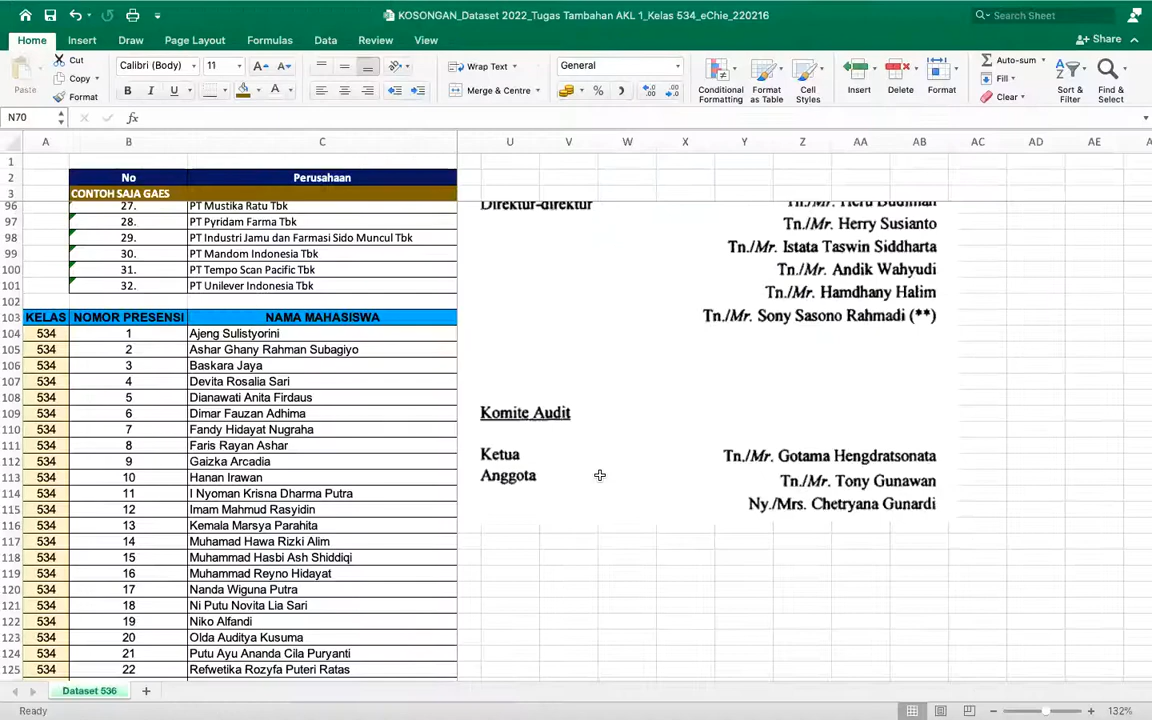 KOSONGAN_Dataset 2022_Tugas Tambahan AKL 1_Kelas 534_eChie_220216
Search Sheet
Home Insert Draw Page Layout Formulas Data Review View
Share
Paste
Cut
Copy
Format
Calibri (Body) 11
B I U
Wrap Text
Merge & Centre
General
Conditional Formatting
Format as Table
Cell Styles
Insert
Delete
Format
Auto-sum
Fill
Clear
Sort & Filter
Find & Select
N70 fx
A B C U V W X Y Z AA AB AC AD AE
1
2 No Perusahaan
3 CONTOH SAJA GAES
96 27. PT Mustika Ratu Tbk
97 28. PT Pyridam Farma Tbk
98 29. PT Industri Jamu dan Farmasi Sido Muncul Tbk
99 30. PT Mandom Indonesia Tbk
100 31. PT Tempo Scan Pacific Tbk
101 32. PT Unilever Indonesia Tbk
102
103 KELAS NOMOR PRESENSI NAMA MAHASISWA
104 534 1 Ajeng Sulistyorini
105 534 2 Ashar Ghany Rahman Subagiyo
106 534 3 Baskara Jaya
107 534 4 Devita Rosalia Sari
108 534 5 Dianawati Anita Firdaus
109 534 6 Dimar Fauzan Adhima
110 534 7 Fandy Hidayat Nugraha
111 534 8 Faris Rayan Ashar
112 534 9 Gaizka Arcadia
113 534 10 Hanan Irawan
114 534 11 I Nyoman Krisna Dharma Putra
115 534 12 Imam Mahmud Rasyidin
116 534 13 Kemala Marsya Parahita
117 534 14 Muhamad Hawa Rizki Alim
118 534 15 Muhammad Hasbi Ash Shiddiqi
119 534 16 Muhammad Reyno Hidayat
120 534 17 Nanda Wiguna Putra
121 534 18 Ni Putu Novita Lia Sari
122 534 19 Niko Alfandi
123 534 20 Olda Auditya Kusuma
124 534 21 Putu Ayu Ananda Cila Puryanti
125 534 22 Refwetika Rozyfa Puteri Ratas
Direktur-direktur Tn./Mr. Heru Budiman
Tn./Mr. Herry Susianto
Tn./Mr. Istata Taswin Siddharta
Tn./Mr. Andik Wahyudi
Tn./Mr. Hamdhany Halim
Tn./Mr. Sony Sasono Rahmadi (**)
Komite Audit
Ketua Tn./Mr. Gotama Hengdratsonata
Anggota Tn./Mr. Tony Gunawan
Ny./Mrs. Chetryana Gunardi
Dataset 536
Ready
132%